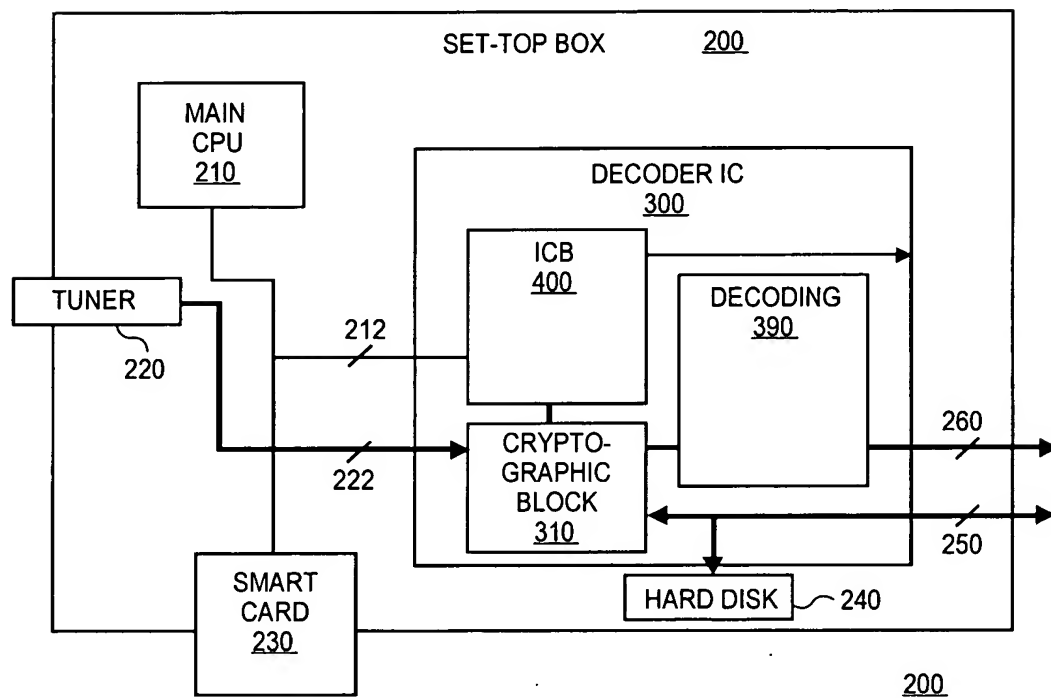 SET-TOP BOX 200
MAIN
CPU
210
DECODER IC
300
ICB
400
DECODING
390
TUNER
220
212
222
CRYPTO-
GRAPHIC
BLOCK
310
260
250
SMART
CARD
230
HARD DISK
240
200